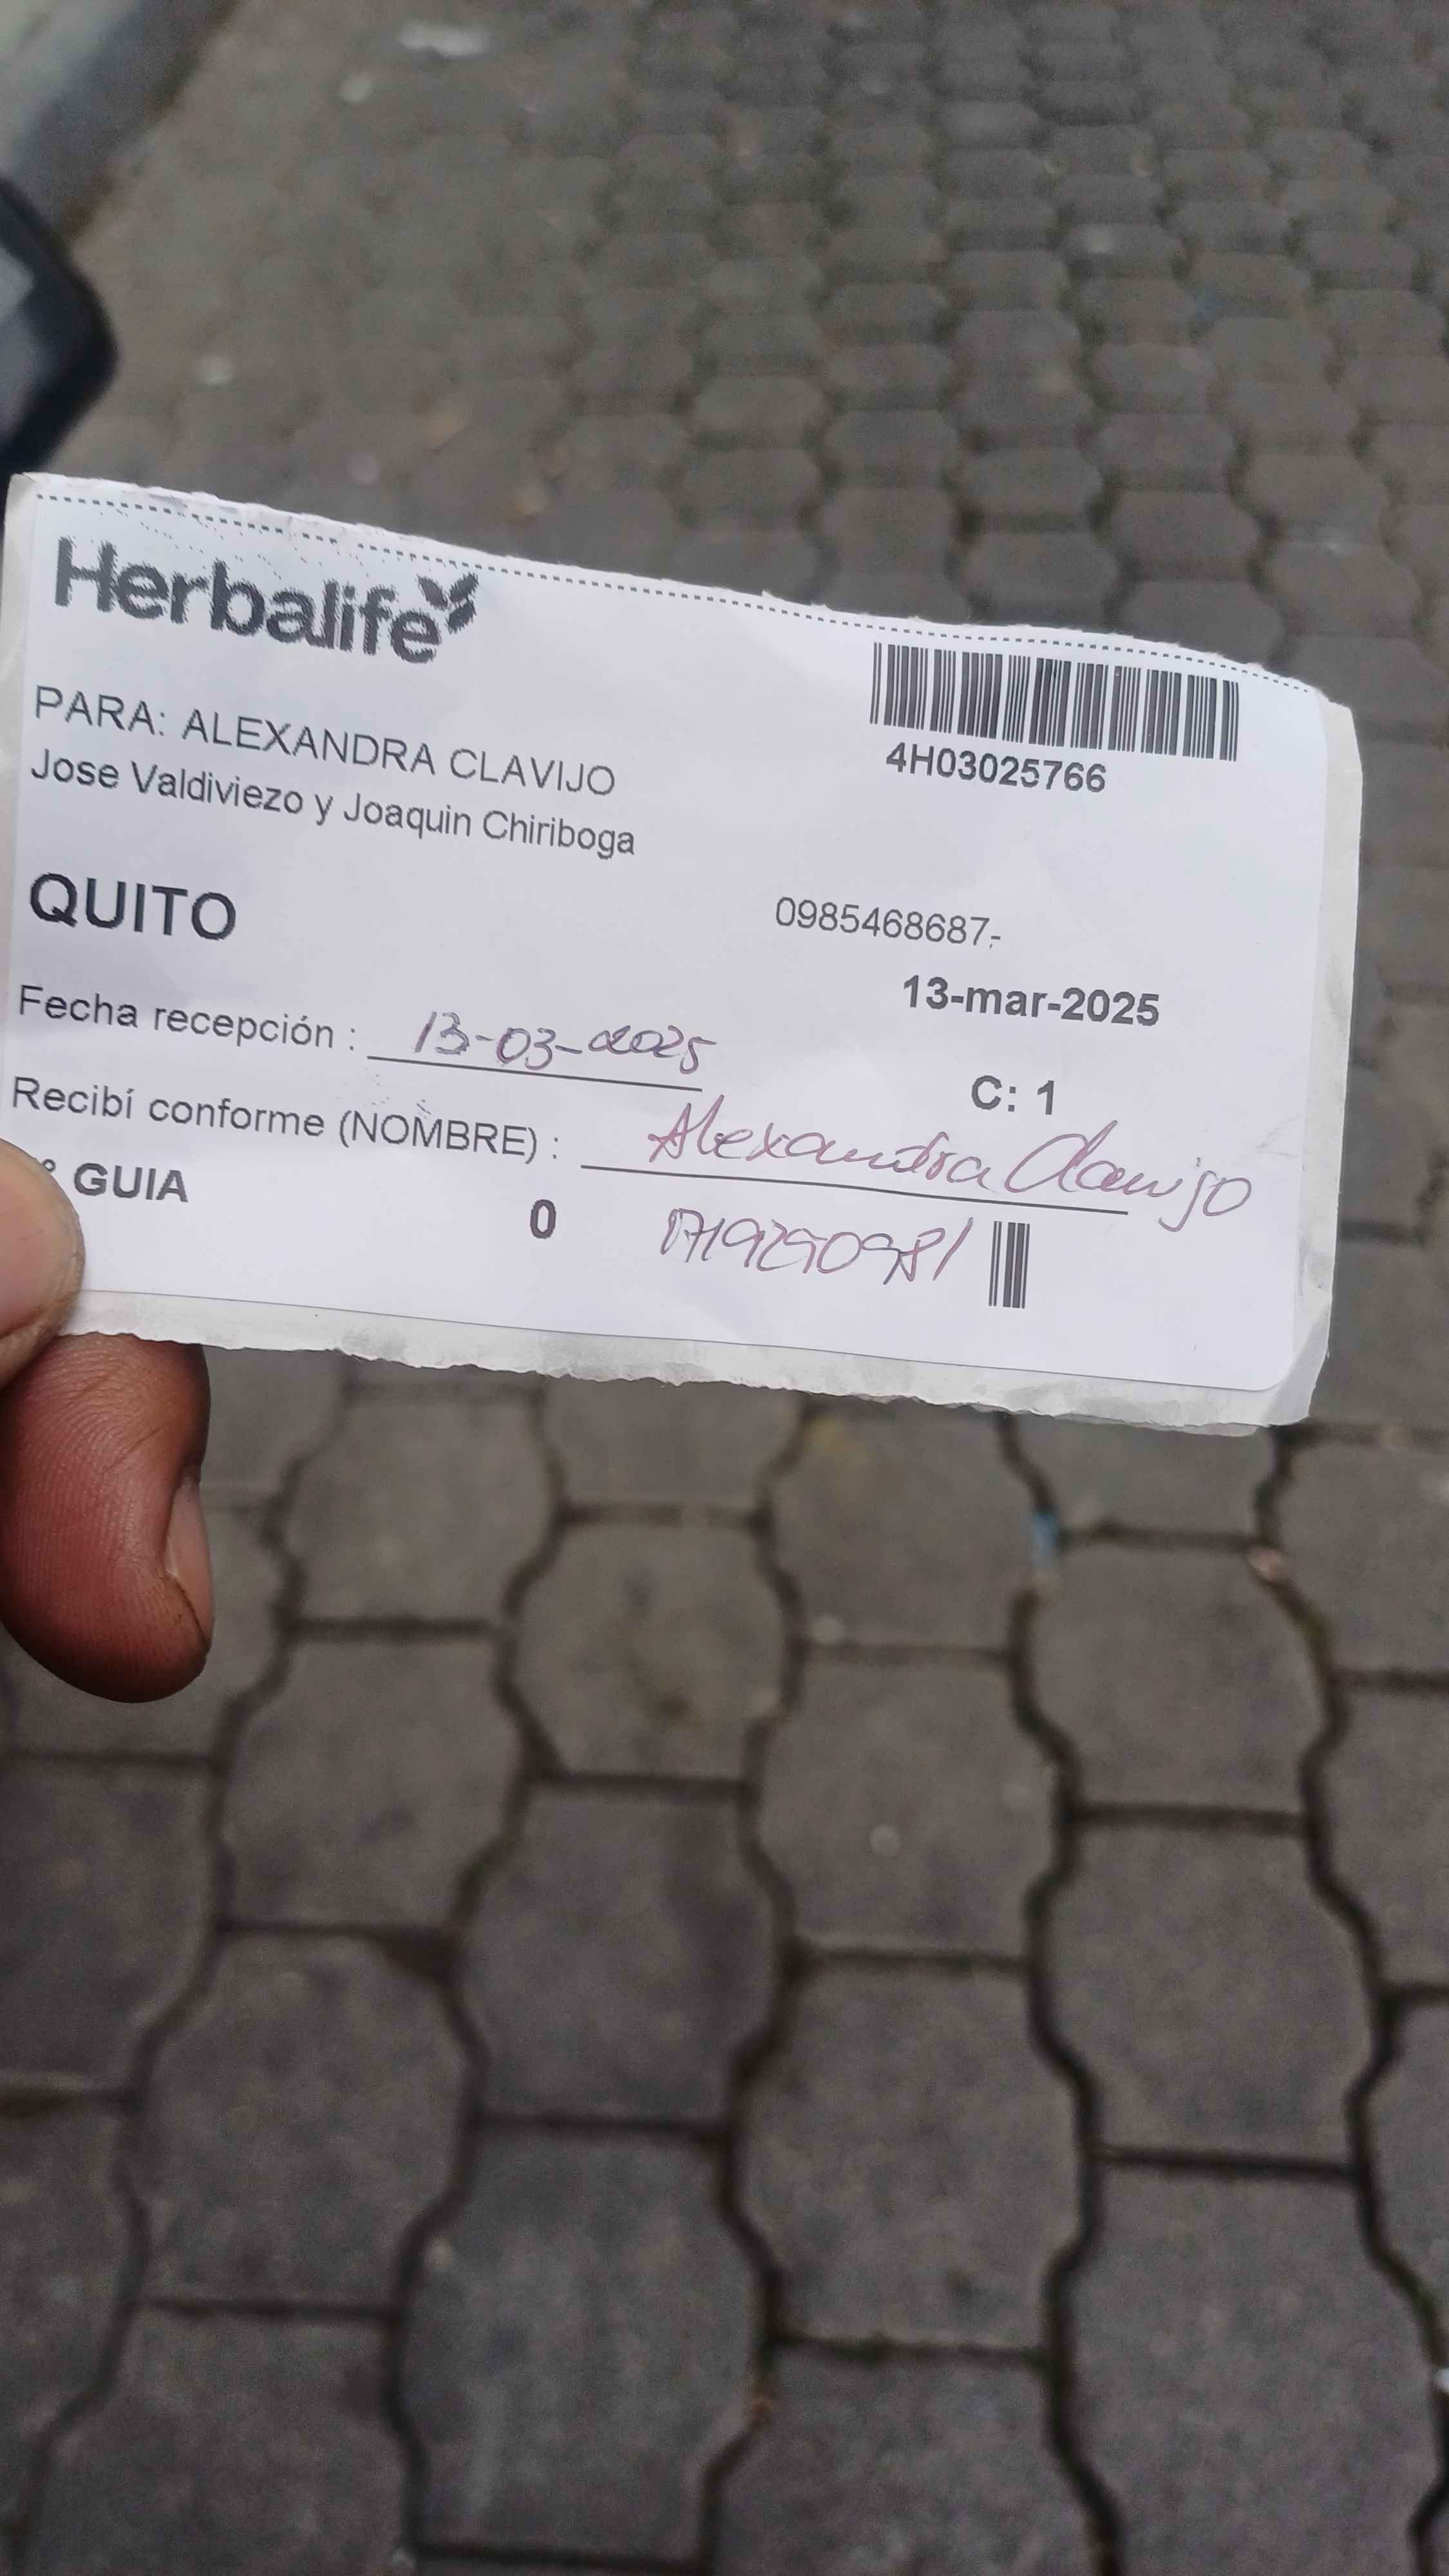 Herbalife
4H03025766
PARA: ALEXANDRA CLAVIJO
Jose Valdiviezo y Joaquin Chiriboga
QUITO
0985468687-
13-mar-2025
Fecha recepción : 13-03-2025
C: 1
Recibí conforme (NOMBRE) : Alexandra Clavijo
° GUIA
0
1719290981